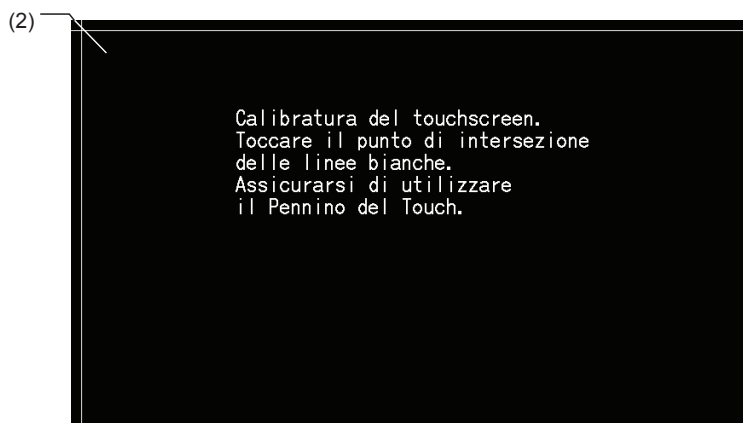 (2)
Calibratura del touchscreen.
Toccare il punto di intersezione
delle linee bianche.
Assicurarsi di utilizzare
il Pennino del Touch.